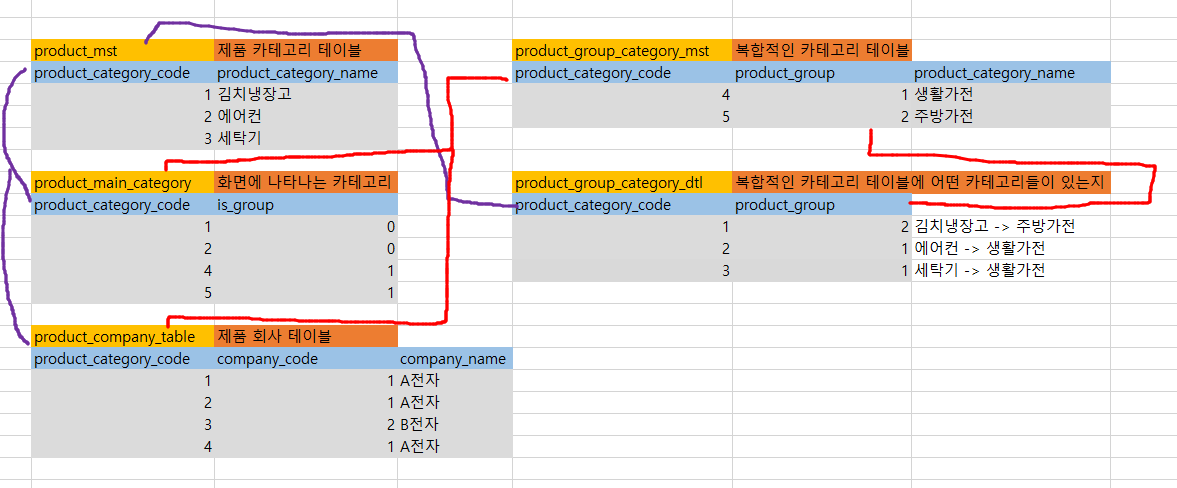 product_mst 제품 카테고리 테이블
product_category_code product_category_name
1 김치냉장고
2 에어컨
3 세탁기
product_main_category 화면에 나타나는 카테고리
product_category_code is_group
1 0
2 0
4 1
5 1
product_company_table 제품 회사 테이블
product_category_code company_code company_name
1 1 A전자
2 1 A전자
3 2 B전자
4 1 A전자
product_group_category_mst 복합적인 카테고리 테이블
product_category_code product_group product_category_name
4 1 생활가전
5 2 주방가전
product_group_category_dtl 복합적인 카테고리 테이블에 어떤 카테고리들이 있는지
product_category_code product_group
1 2 김치냉장고 -> 주방가전
2 1 에어컨 -> 생활가전
3 1 세탁기 -> 생활가전